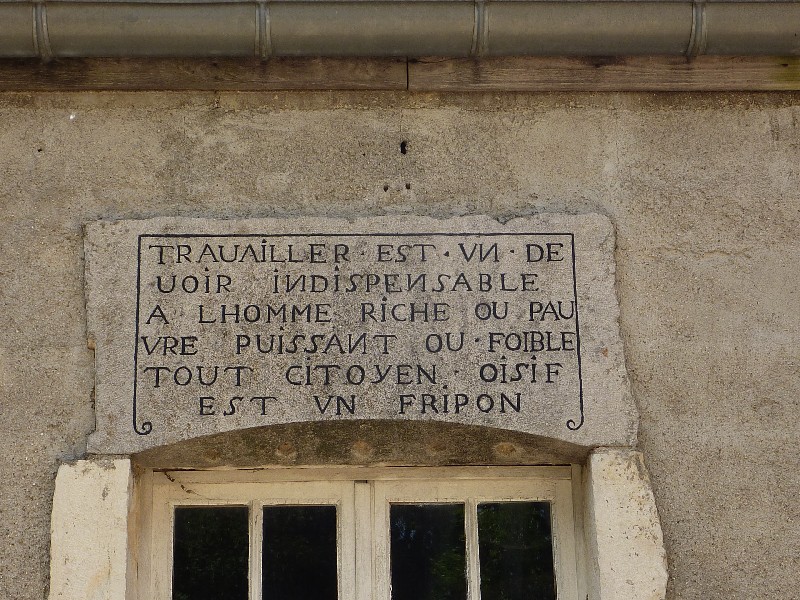 TRAUAILLER · EST · VN · DE
UOIR INDISPENSABLE
A LHOMME RICHE OU PAU
VRE PUISSANT OU · FOIBLE
TOUT CITOYEN · OISIF
EST VN FRIPON